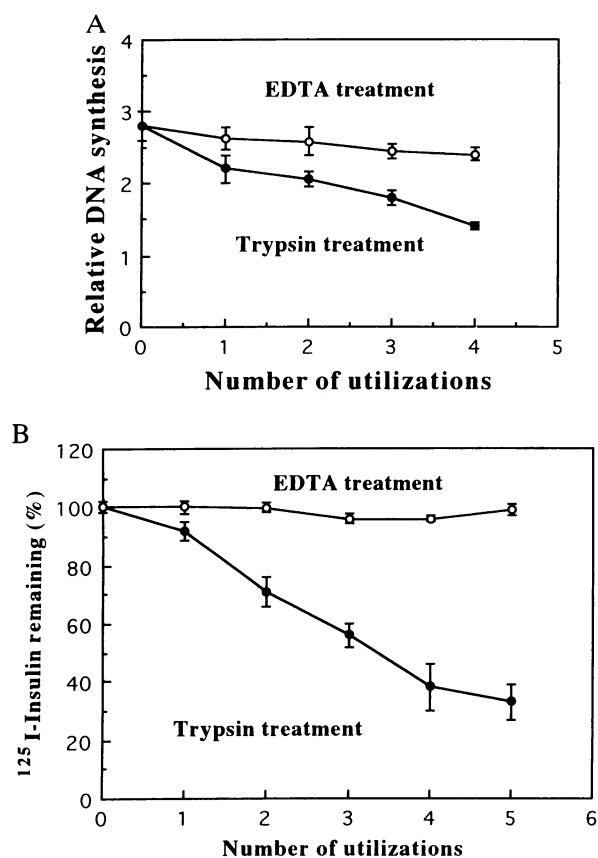 A
4
EDTA treatment
3
2
Trypsin treatment
1
0
Relative DNA synthesis
0 1 2 3 4 5
Number of utilizations
B
120
EDTA treatment
100
80
60
40
Trypsin treatment
20
0
125 I-Insulin remaining (%)
0 1 2 3 4 5 6
Number of utilizations